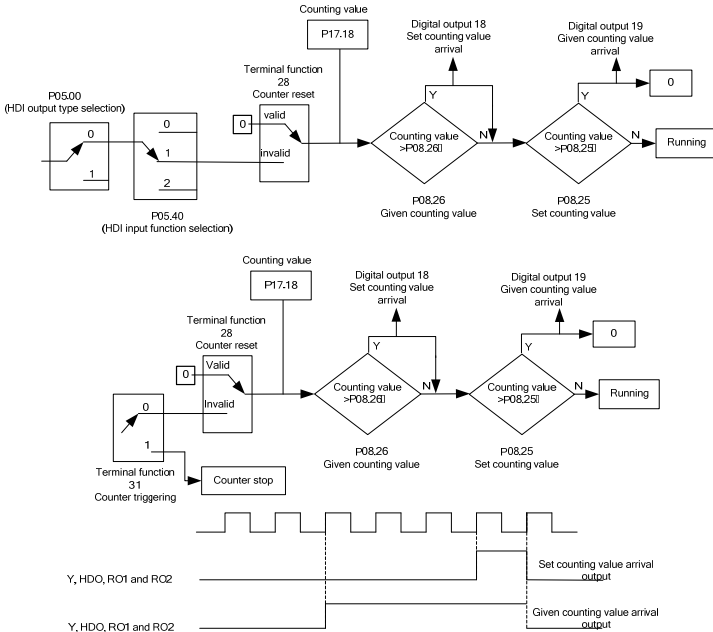 Counting value
P17.18
Digital output 18
Set counting value
arrival
Digital output 19
Given counting value
arrival
P05.00
(HDI output type selection)
0
1
0
1
2
P05.40
(HDI input function selection)
Terminal function
28
Counter reset
0
valid
invalid
Y
Counting value
>P08.26
N
P08.26
Given counting value
Y
0
Counting value
>P08.25
N
Running
P08.25
Set counting value
Counting value
P17.18
Digital output 18
Set counting value
arrival
Digital output 19
Given counting value
arrival
Terminal function
28
Counter reset
0
Valid
Invalid
0
1
Terminal function
31
Counter triggering
Counter stop
Y
Counting value
>P08.26
N
P08.26
Given counting value
Y
0
Counting value
>P08.25
N
Running
P08.25
Set counting value
Y, HDO, RO1 and RO2
Set counting value arrival
output
Y, HDO, RO1 and RO2
Given counting value arrival
output